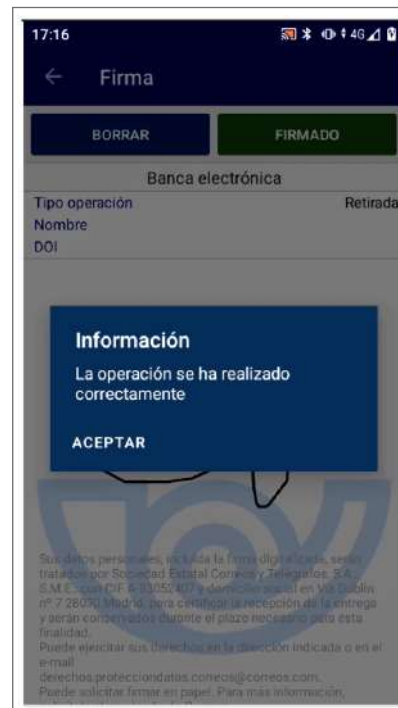 17:16
4G
Firma
BORRAR
FIRMADO
Banca electrónica
Tipo operación
Retirada
Nombre
DOI
Información
La operación se ha realizado
correctamente
ACEPTAR
Sus datos personales, incluida la firma digitalizada, serán
tratados por Sociedad Estatal Correos y Telégrafos, S.A.,
S.M.E., con CIF A-83052407 y domicilio social en Vía Dublín
nº 7 28070 Madrid, para certificar la recepción de la entrega
y serán conservados durante el plazo necesario para esta
finalidad.
Puede ejercitar sus derechos en la dirección indicada o en el
e-mail
derechos.protecciondatos.correos@correos.com.
Puede solicitar firmar en papel. Para más información,